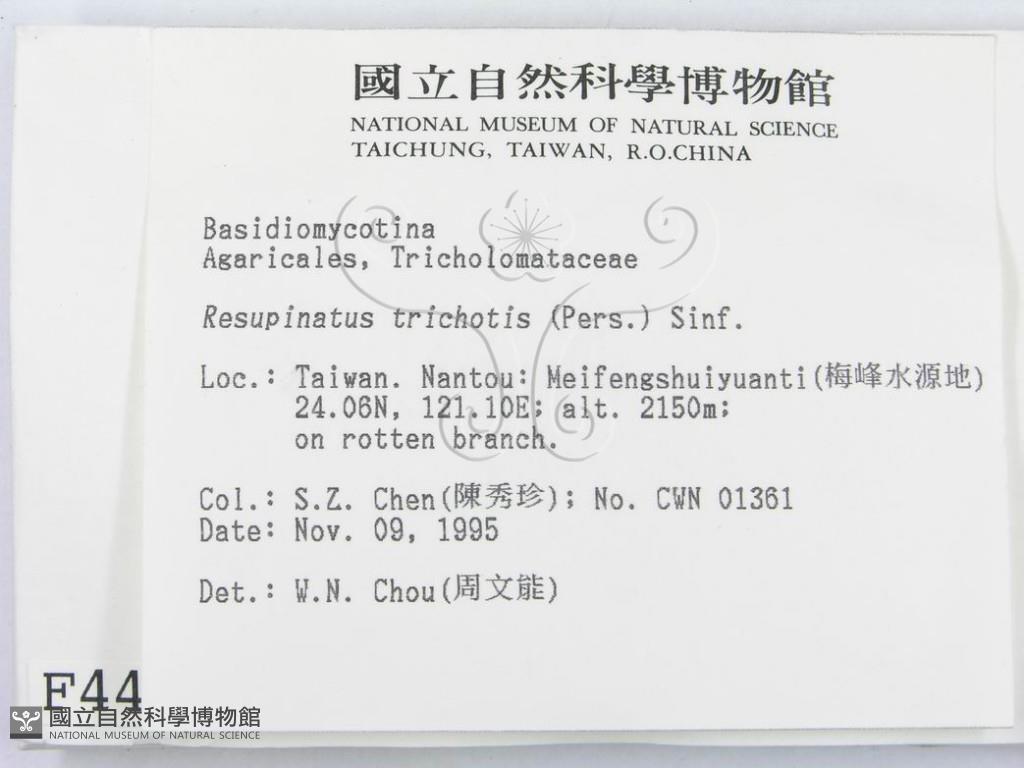 國立自然科學博物館
NATIONAL MUSEUM OF NATURAL SCIENCE
TAICHUNG, TAIWAN, R.O.CHINA
Basidiomycotina
Agaricales, Tricholomataceae
Resupinatus trichotis (Pers.) Sinf.
Loc.: Taiwan. Nantou: Meifengshuiyuanti(梅峰水源地)
24.06N, 121.10E; alt. 2150m;
on rotten branch.
Col.: S.Z. Chen(陳秀珍); No. CWN 01361
Date: Nov. 09, 1995
Det.: W.N. Chou(周文能)
F44
國立自然科學博物館
NATIONAL MUSEUM OF NATURAL SCIENCE